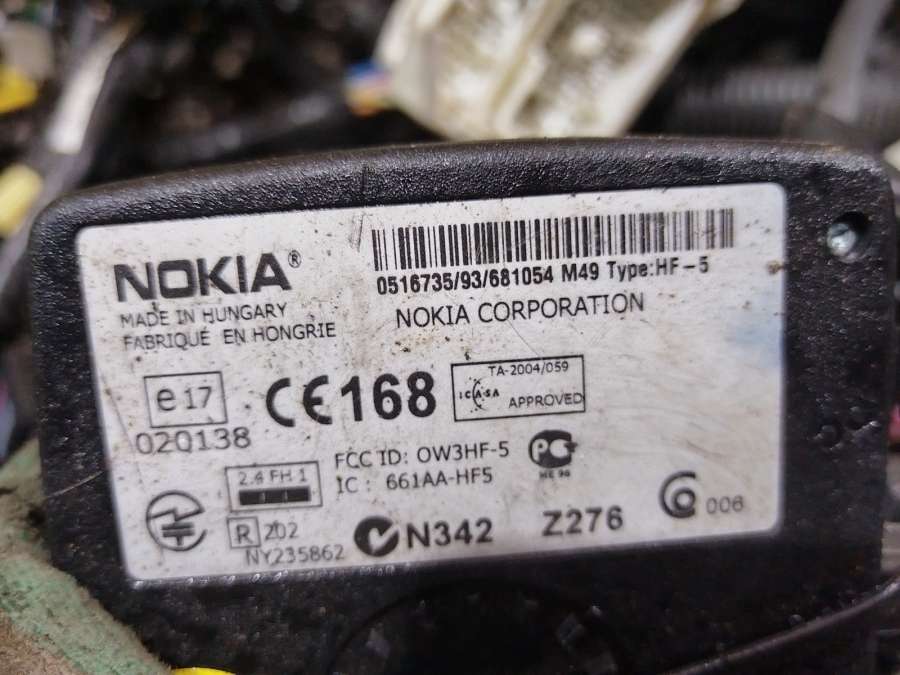 NOKIA®
0516735/93/681054 M49 Type:HF-5
MADE IN HUNGARY
NOKIA CORPORATION
FABRIQUÉ EN HONGRIE
e 17
020138
CE168
TA-2004/059
ICASA APPROVED
FCC ID: OW3HF-5
IC : 661AA-HF5
2.4 FH 1
R Z02
NY235862
N342
Z276
006